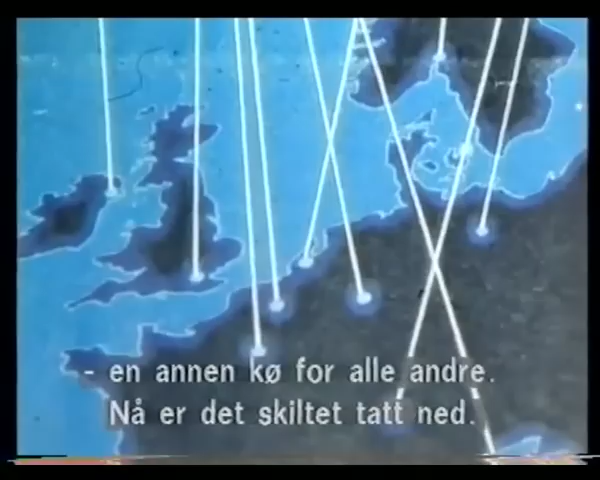 - en annen kø for alle andre.
Nå er det skiltet tatt ned.